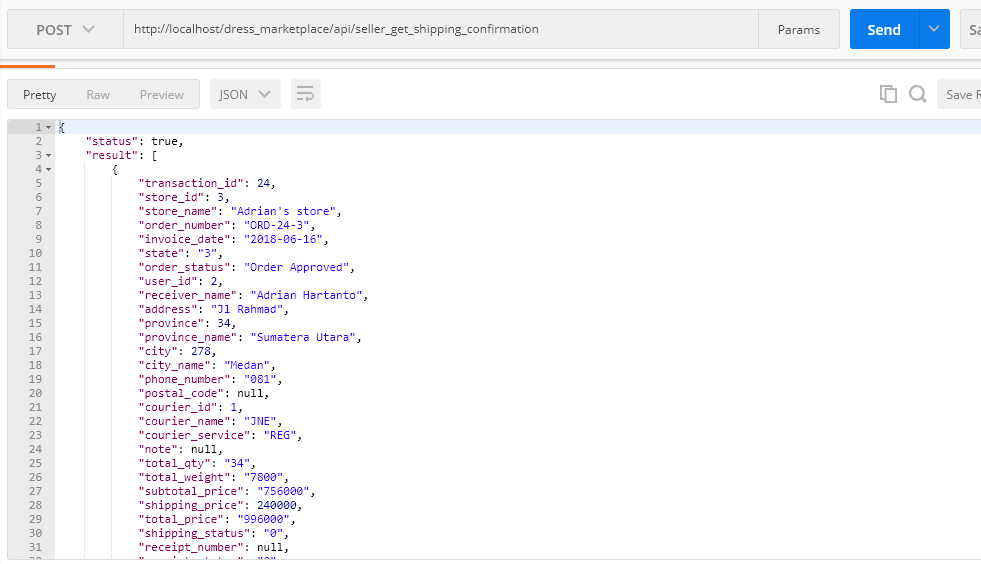 POST http://localhost/dress_marketplace/api/seller_get_shipping_confirmation Params Send
Pretty Raw Preview JSON Save R
1 {
2 "status": true,
3 "result": [
4 {
5 "transaction_id": 24,
6 "store_id": 3,
7 "store_name": "Adrian's store",
8 "order_number": "ORD-24-3",
9 "invoice_date": "2018-06-16",
10 "state": "3",
11 "order_status": "Order Approved",
12 "user_id": 2,
13 "receiver_name": "Adrian Hartanto",
14 "address": "Jl Rahmad",
15 "province": 34,
16 "province_name": "Sumatera Utara",
17 "city": 278,
18 "city_name": "Medan",
19 "phone_number": "081",
20 "postal_code": null,
21 "courier_id": 1,
22 "courier_name": "JNE",
23 "courier_service": "REG",
24 "note": null,
25 "total_qty": "34",
26 "total_weight": "7800",
27 "subtotal_price": "756000",
28 "shipping_price": 240000,
29 "total_price": "996000",
30 "shipping_status": "0",
31 "receipt_number": null,